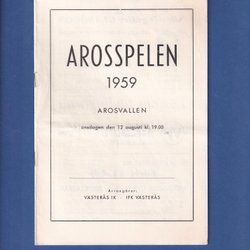 AROSSPELEN
1959
AROSVALLEN
onsdagen den 12 augusti kl. 19.00
Arrangörer:
VÄSTERÅS IK - IFK VÄSTERÅS